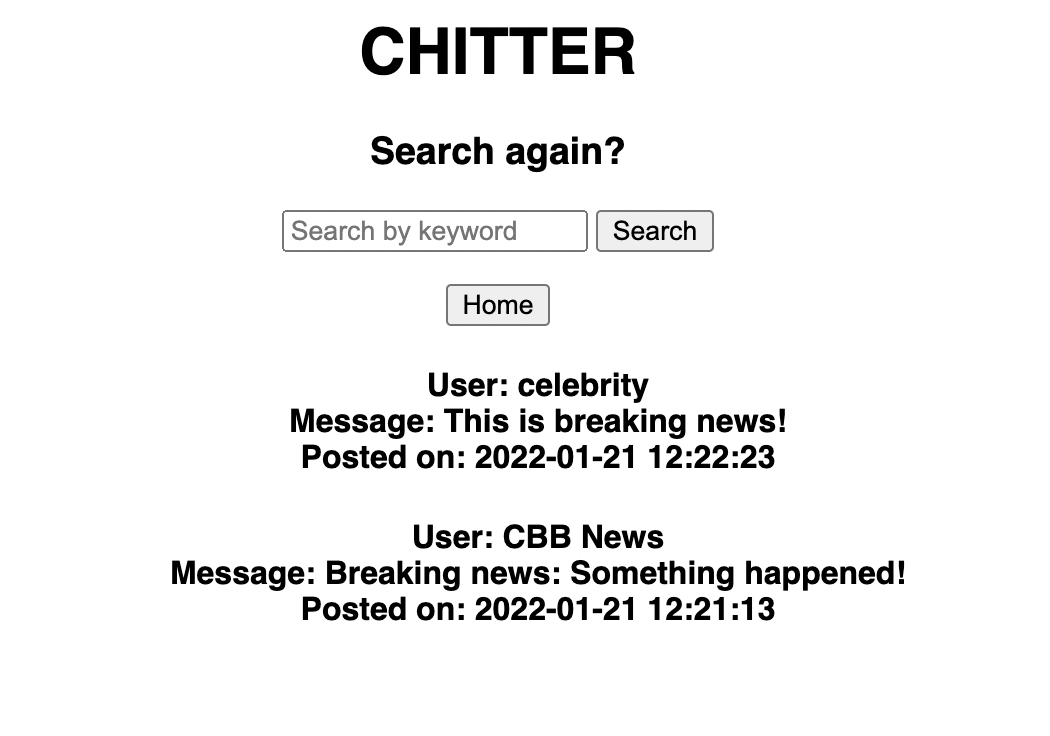 CHITTER
Search again?
Search by keyword Search
Home
User: celebrity
Message: This is breaking news!
Posted on: 2022-01-21 12:22:23
User: CBB News
Message: Breaking news: Something happened!
Posted on: 2022-01-21 12:21:13